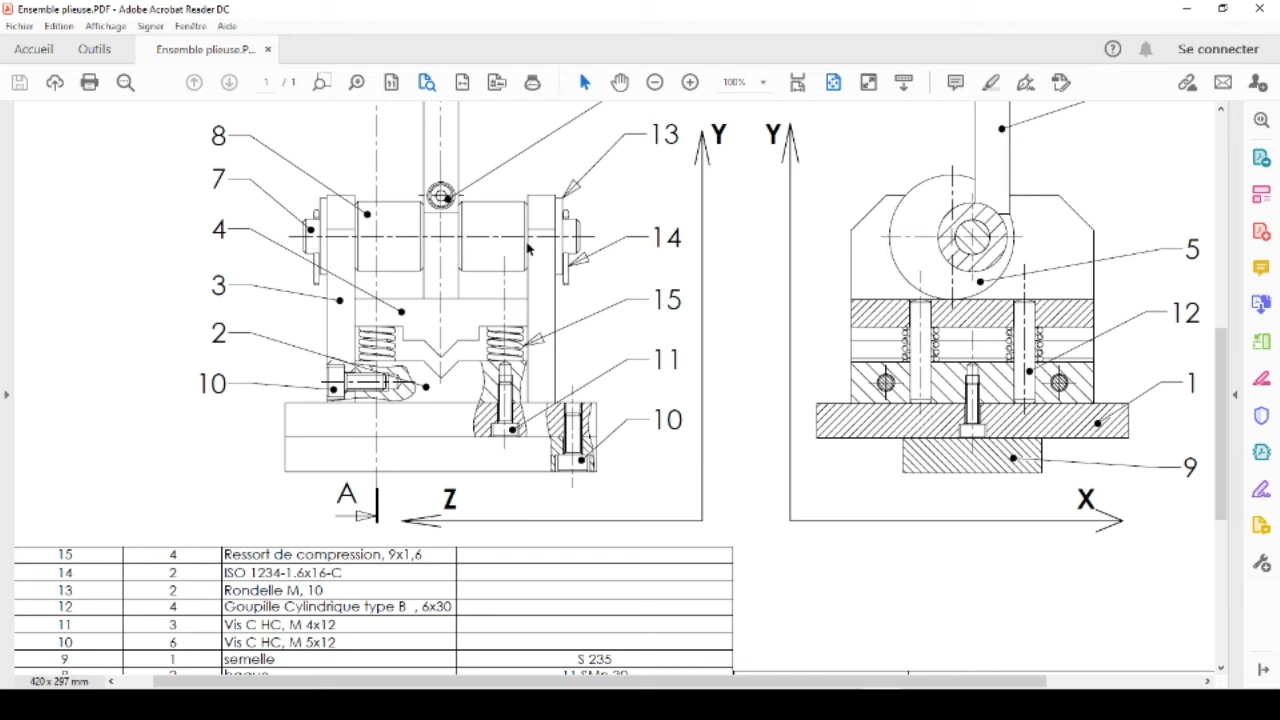 Ensemble plieuse.PDF - Adobe Acrobat Reader DC
Fichier Edition Affichage Signer Fenêtre Aide
Accueil Outils Ensemble plieuse.P... × Se connecter
1 / 1 100%
8 13 Y Y
7
4 14 5
3 15 12
2 11
10 1
10
9
A Z X
15 4 Ressort de compression, 9x1,6
14 2 ISO 1234-1.6x16-C
13 2 Rondelle M, 10
12 4 Goupille Cylindrique type B , 6x30
11 3 Vis C HC, M 4x12
10 6 Vis C HC, M 5x12
9 1 semelle S 235
420 x 297 mm